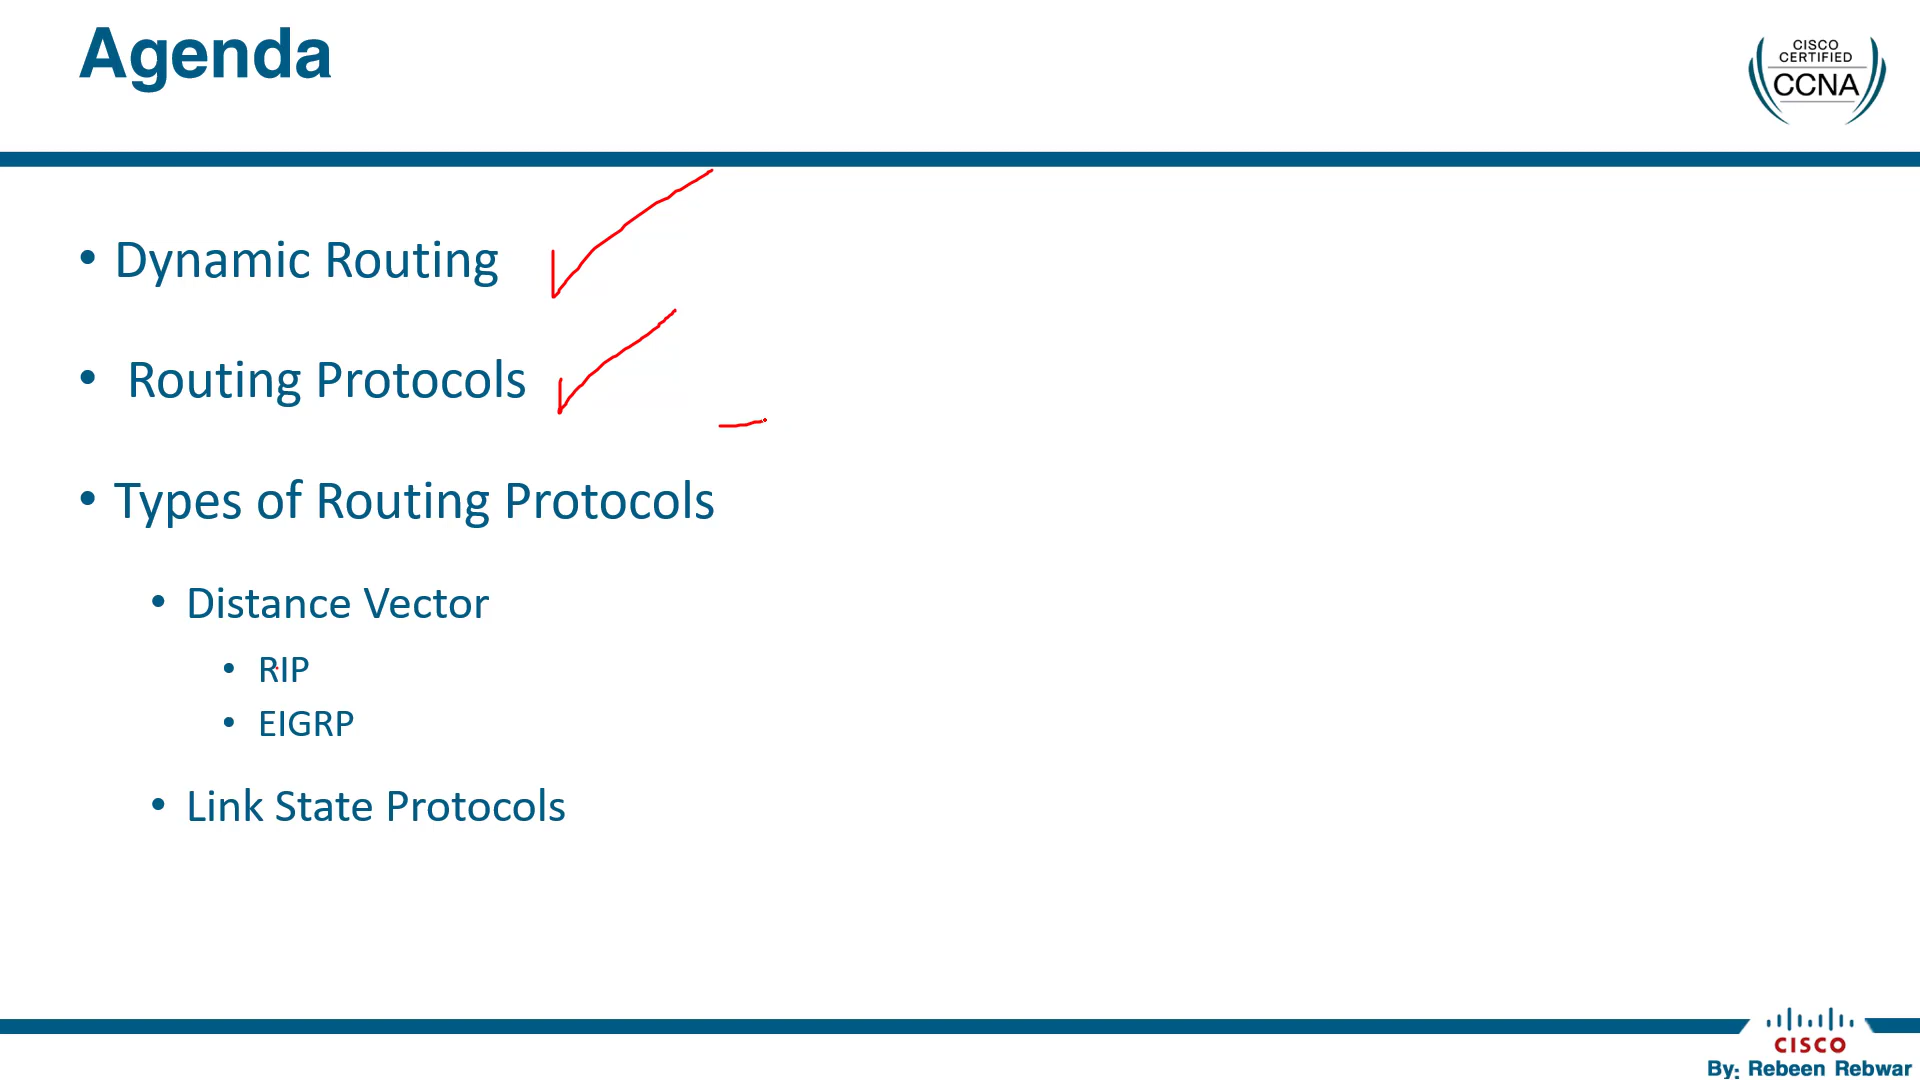 Agenda
CISCO
CERTIFIED
CCNA
• Dynamic Routing
• Routing Protocols
• Types of Routing Protocols
• Distance Vector
• RIP
• EIGRP
• Link State Protocols
CISCO
By: Rebeen Rebwar